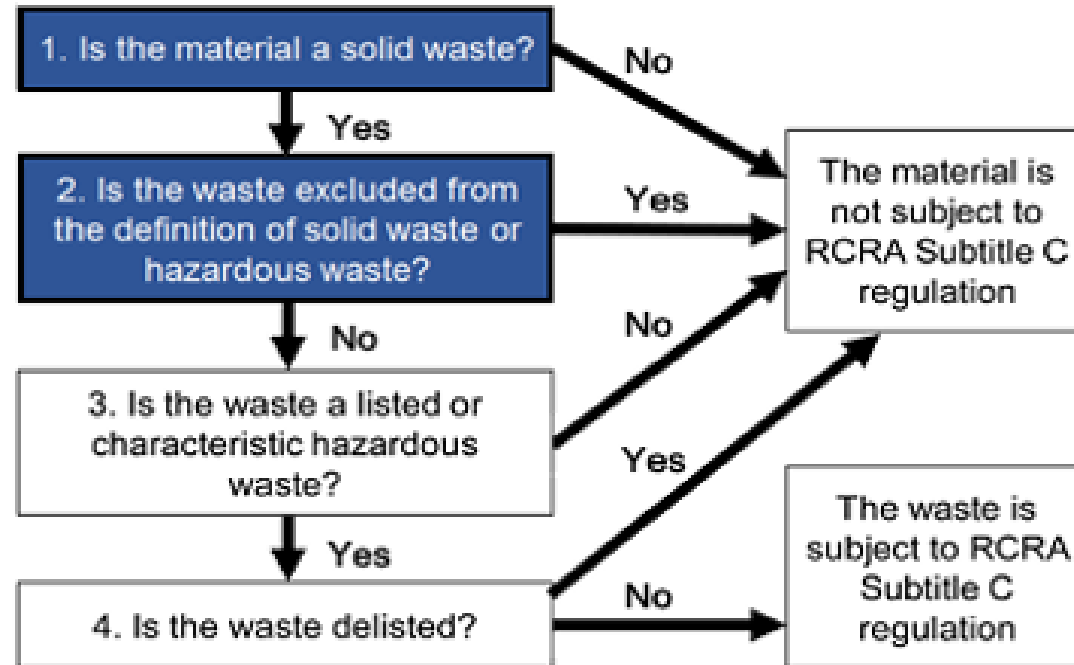 1. Is the material a solid waste?
No
Yes
The material is
not subject to
RCRA Subtitle C
regulation
2. Is the waste excluded from
the definition of solid waste or
hazardous waste?
Yes
No
No
3. Is the waste a listed or
characteristic hazardous
waste?
Yes
Yes
The waste is
subject to RCRA
Subtitle C
regulation
4. Is the waste delisted?
No